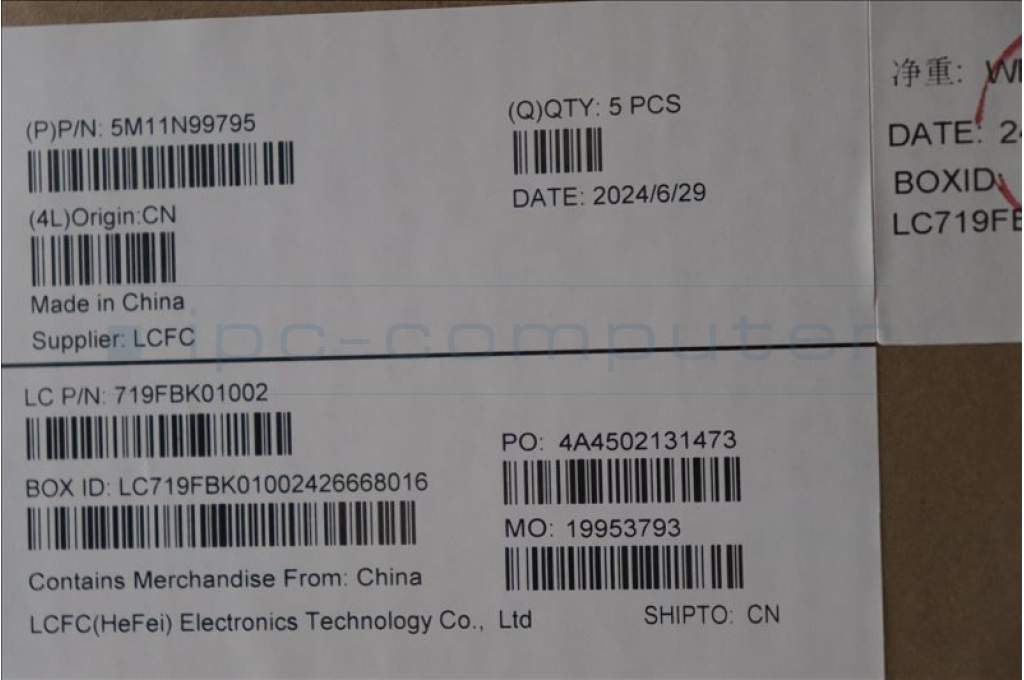 (P)P/N: 5M11N99795
(Q)QTY: 5 PCS
DATE: 2024/6/29
(4L)Origin:CN
Made in China
Supplier: LCFC
LC P/N: 719FBK01002
BOX ID: LC719FBK01002426668016
PO: 4A4502131473
MO: 19953793
Contains Merchandise From: China
LCFC(HeFei) Electronics Technology Co., Ltd
SHIPTO: CN
净重:
DATE:
BOXID:
ipc-computer